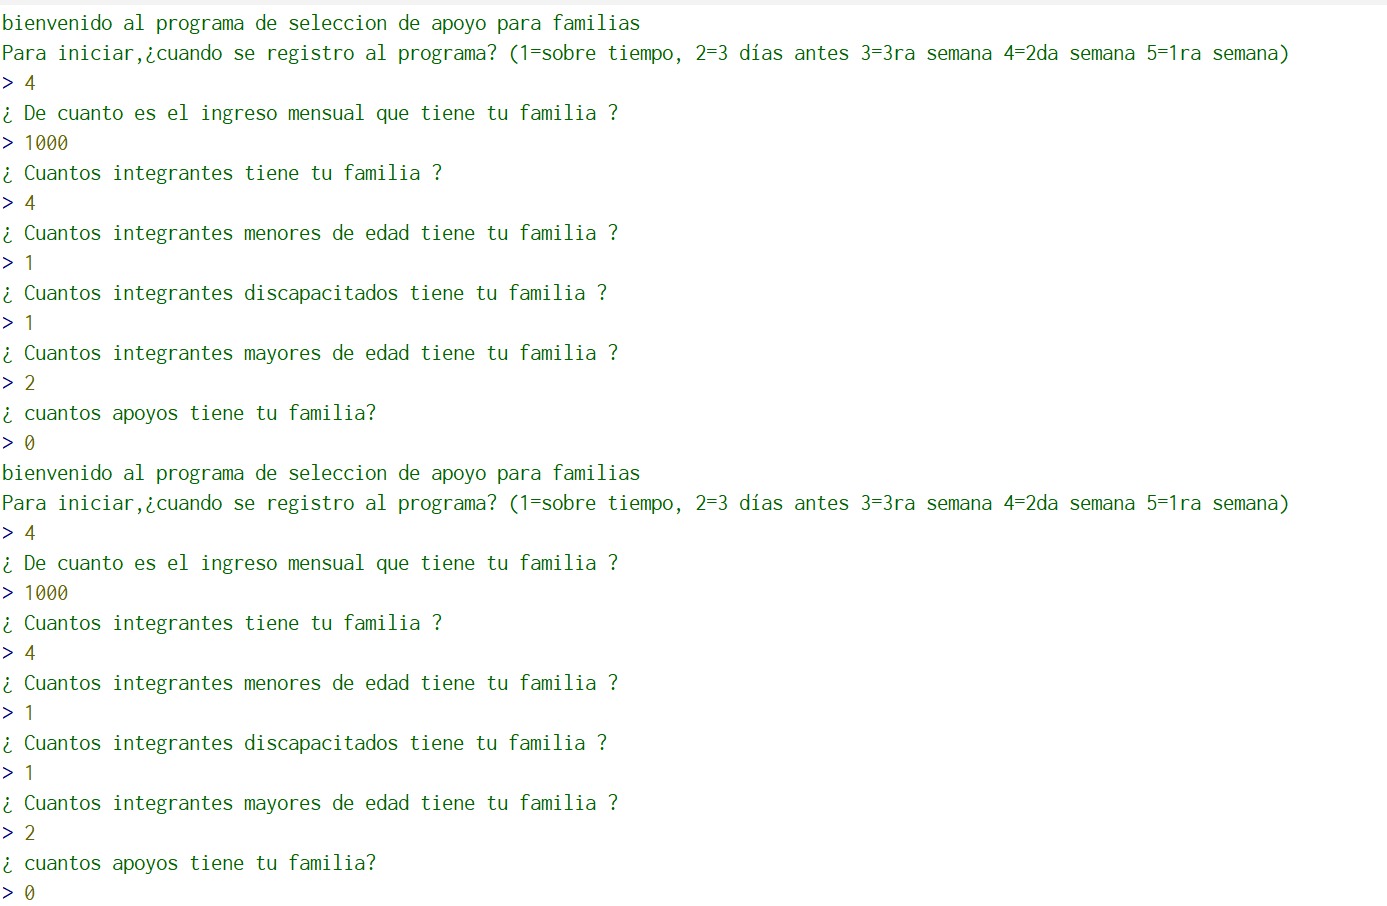 bienvenido al programa de seleccion de apoyo para familias
Para iniciar,¿cuando se registro al programa? (1=sobre tiempo, 2=3 días antes 3=3ra semana 4=2da semana 5=1ra semana)
> 4
¿ De cuanto es el ingreso mensual que tiene tu familia ?
> 1000
¿ Cuantos integrantes tiene tu familia ?
> 4
¿ Cuantos integrantes menores de edad tiene tu familia ?
> 1
¿ Cuantos integrantes discapacitados tiene tu familia ?
> 1
¿ Cuantos integrantes mayores de edad tiene tu familia ?
> 2
¿ cuantos apoyos tiene tu familia?
> 0
bienvenido al programa de seleccion de apoyo para familias
Para iniciar,¿cuando se registro al programa? (1=sobre tiempo, 2=3 días antes 3=3ra semana 4=2da semana 5=1ra semana)
> 4
¿ De cuanto es el ingreso mensual que tiene tu familia ?
> 1000
¿ Cuantos integrantes tiene tu familia ?
> 4
¿ Cuantos integrantes menores de edad tiene tu familia ?
> 1
¿ Cuantos integrantes discapacitados tiene tu familia ?
> 1
¿ Cuantos integrantes mayores de edad tiene tu familia ?
> 2
¿ cuantos apoyos tiene tu familia?
> 0